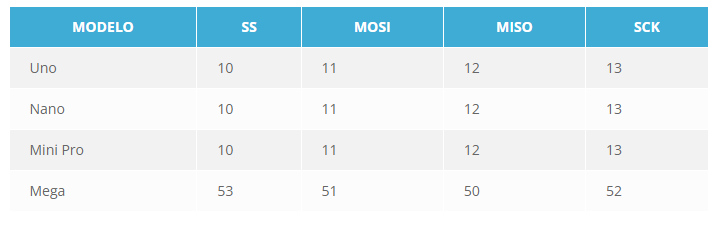 MODELO SS MOSI MISO SCK
Uno 10 11 12 13
Nano 10 11 12 13
Mini Pro 10 11 12 13
Mega 53 51 50 52